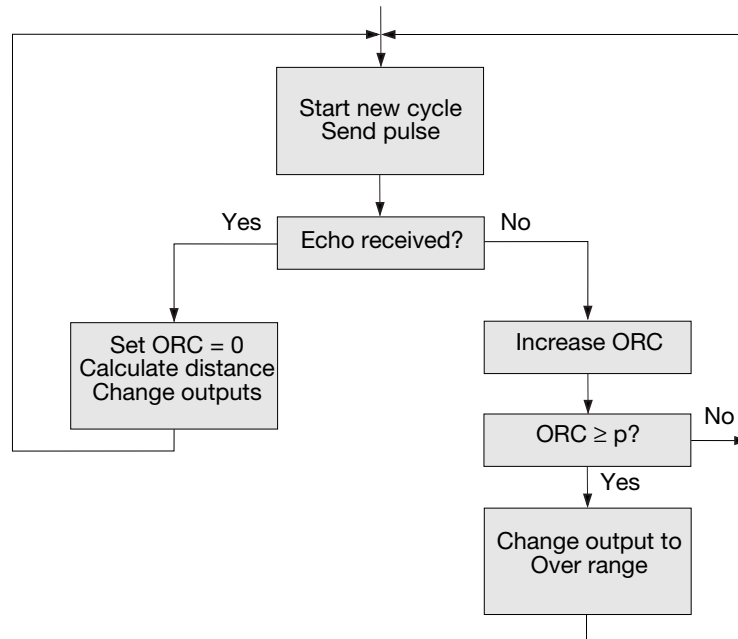 Start new cycle
Send pulse
Yes
Echo received?
No
Set ORC = 0
Calculate distance
Change outputs
Increase ORC
ORC ≥ p?
No
Yes
Change output to
Over range